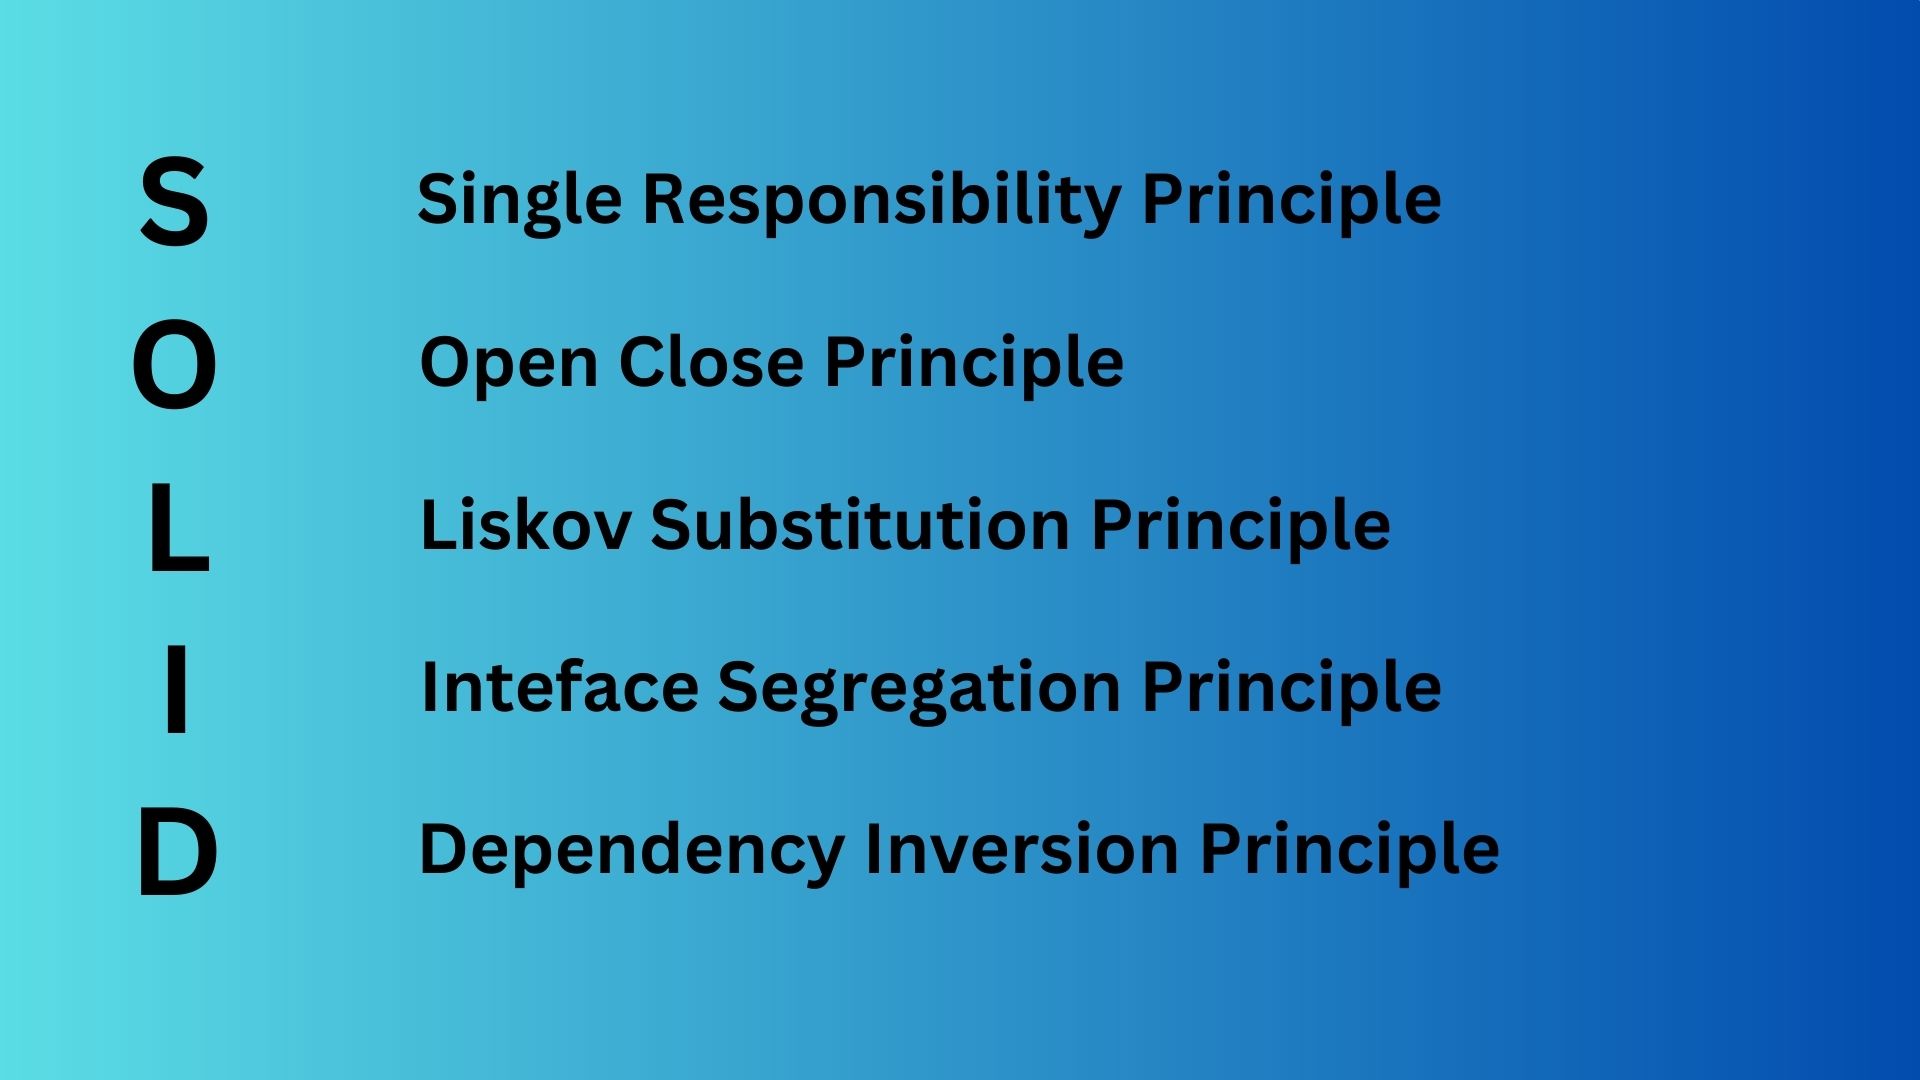 S Single Responsibility Principle
O Open Close Principle
L Liskov Substitution Principle
I Inteface Segregation Principle
D Dependency Inversion Principle